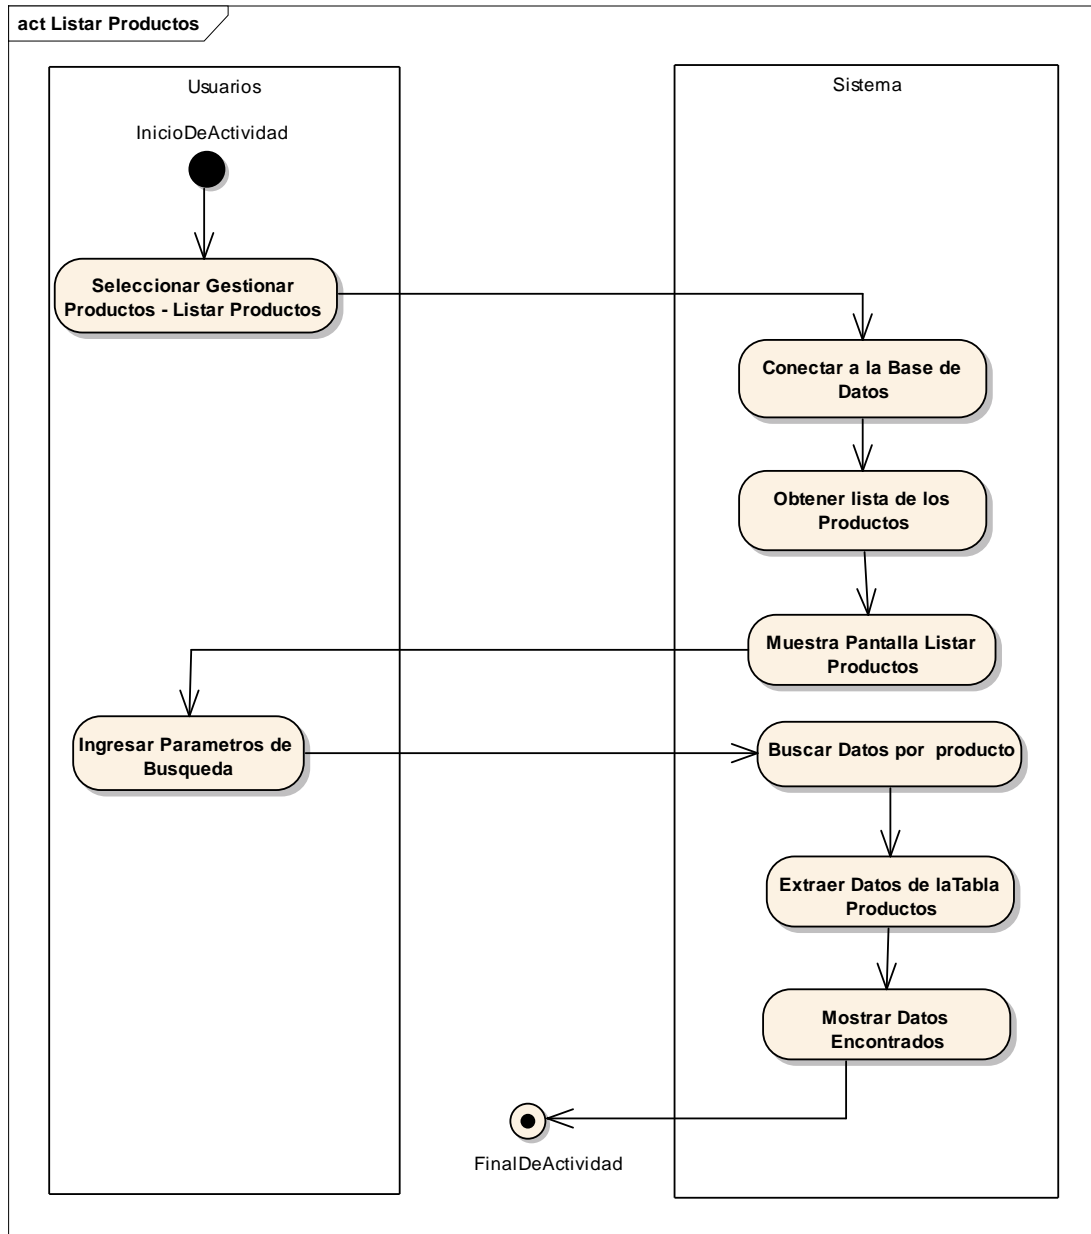 act Listar Productos
Usuarios
Sistema
InicioDeActividad
Seleccionar Gestionar
Productos - Listar Productos
Conectar a la Base de
Datos
Obtener lista de los
Productos
Muestra Pantalla Listar
Productos
Ingresar Parametros de
Busqueda
Buscar Datos por producto
Extraer Datos de laTabla
Productos
Mostrar Datos
Encontrados
FinalDeActividad